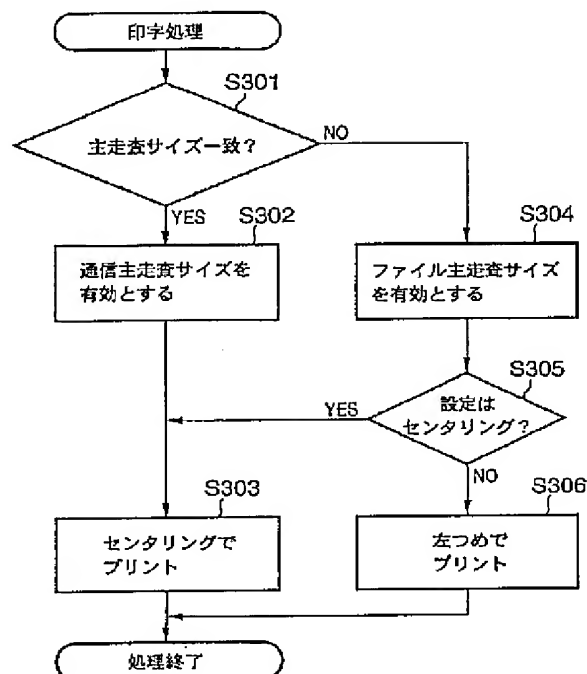 印字処理
S301
主走査サイズ一致？
NO
YES
S302
通信主走査サイズを
有効とする
S304
ファイル主走査サイズ
を有効とする
S305
設定は
センタリング？
YES
NO
S303
センタリングで
プリント
S306
左つめで
プリント
処理終了